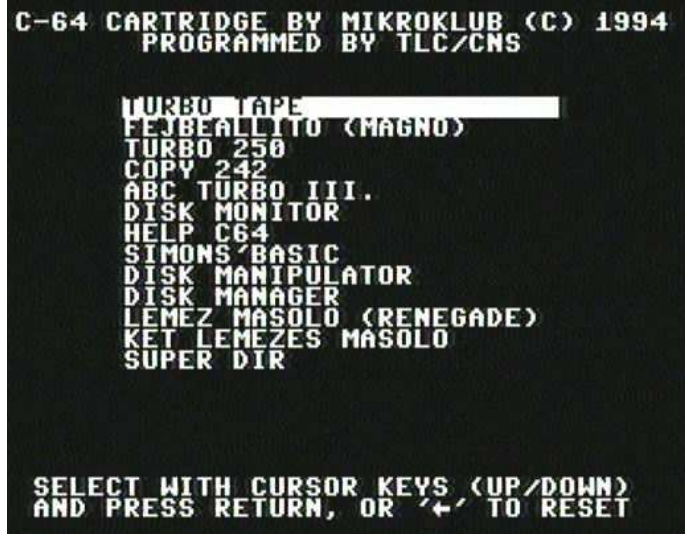 C-64 CARTRIDGE BY MIKROKLUB (C) 1994
PROGRAMMED BY TLC/CNS
TURBO TAPE
FEJBEALLITO (MAGNO)
TURBO 250
COPY 242
ABC TURBO III.
DISK MONITOR
HELP C64
SIMONS'BASIC
DISK MANIPULATOR
DISK MANAGER
LEMEZ MASOLO (RENEGADE)
KET LEMEZES MASOLO
SUPER DIR
SELECT WITH CURSOR KEYS (UP/DOWN)
AND PRESS RETURN, OR '←' TO RESET